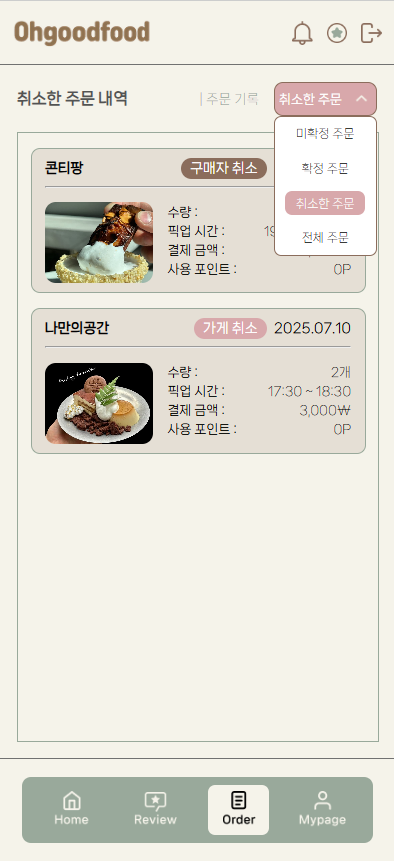 Ohgoodfood
취소한 주문 내역
| 주문 기록
취소한 주문
미확정 주문
확정 주문
취소한 주문
전체 주문
콘티팡
구매자 취소
수량 :
픽업 시간 :
결제 금액 :
사용 포인트 :
0P
나만의공간
가게 취소
2025.07.10
수량 :
2개
픽업 시간 :
17:30 ~ 18:30
결제 금액 :
3,000₩
사용 포인트 :
0P
Home
Review
Order
Mypage